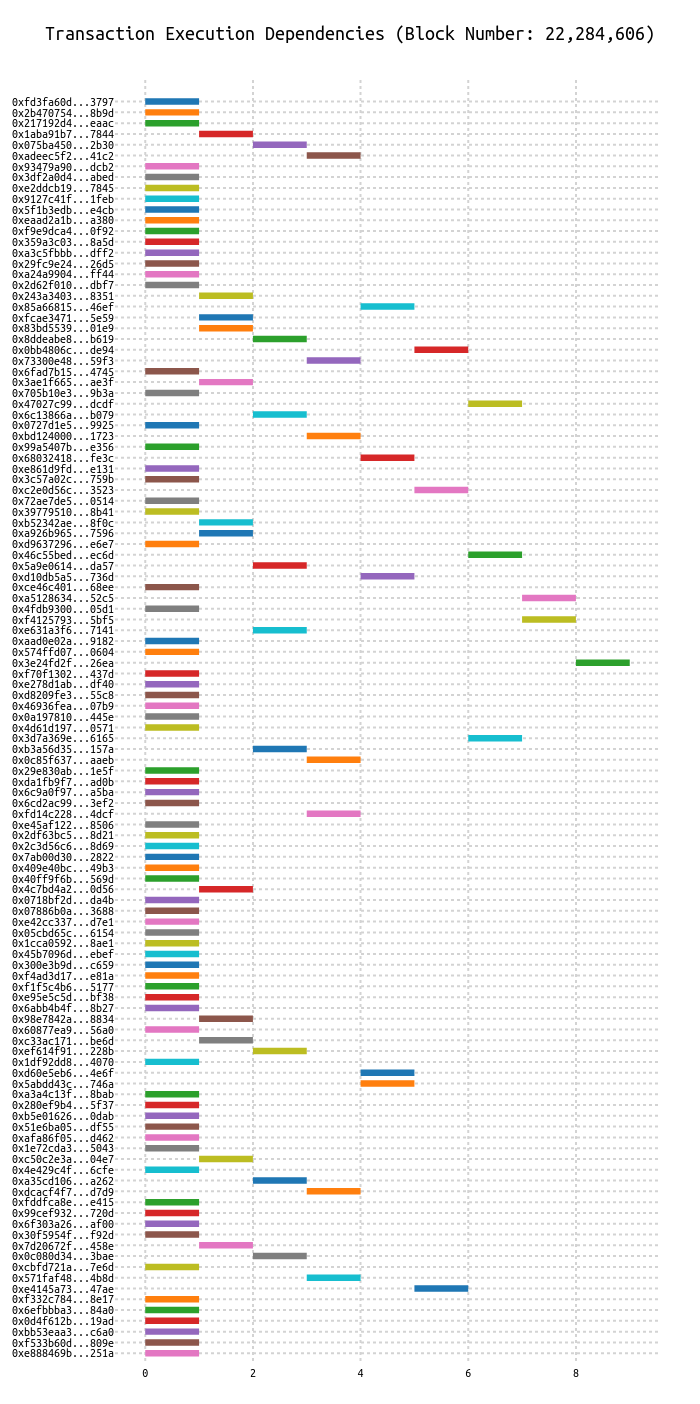 Transaction Execution Dependencies (Block Number: 22,284,606)
0xfd3fa60d...3797
0x2b470754...8b9d
0x217192d4...eaac
0x1aba91b7...7844
0x075ba450...2b30
0xadeec5f2...41c2
0x93479a90...dcb2
0x3df2a0d4...abed
0xe2ddcb19...7845
0x9127c41f...1feb
0x5f1b3edb...e4cb
0xeaad2a1b...a380
0xf9e9dca4...0f92
0x359a3c03...8a5d
0xa3c5fbbb...dff2
0x29fc9e24...26d5
0xa24a9904...ff44
0x2d62f010...dbf7
0x243a3403...8351
0x85a66815...46ef
0xfcae3471...5e59
0x83bd5539...01e9
0x8ddeabe8...b619
0x0bb4806c...de94
0x73300e48...59f3
0x6fad7b15...4745
0x3ae1f665...ae3f
0x705b10e3...9b3a
0x47027c99...dcdf
0x6c13866a...b079
0x0727d1e5...9925
0xbd124000...1723
0x99a5407b...e356
0x68032418...fe3c
0xe861d9fd...e131
0x3c57a02c...759b
0xc2e0d56c...3523
0x72ae7de5...0514
0x39779510...8b41
0xb52342ae...8f0c
0xa926b965...7596
0xd9637296...e6e7
0x46c55bed...ec6d
0x5a9e0614...da57
0xd10db5a5...736d
0xce46c401...68ee
0xa5128634...52c5
0x4fdb9300...05d1
0xf4125793...5bf5
0xe631a3f6...7141
0xaad0e02a...9182
0x574ffd07...0604
0x3e24fd2f...26ea
0xf70f1302...437d
0xe278d1ab...df40
0xd8209fe3...55c8
0x46936fea...07b9
0x0a197810...445e
0x4d61d197...0571
0x3d7a369e...6165
0xb3a56d35...157a
0x0c85f637...aaeb
0x29e830ab...1e5f
0xda1fb9f7...ad0b
0x6c9a0f97...a5ba
0x6cd2ac99...3ef2
0xfd14c228...4dcf
0xe45af122...8506
0x2df63bc5...8d21
0x2c3d56c6...8d69
0x7ab00d30...2822
0x409e40bc...49b3
0x40ff9f6b...569d
0x4c7bd4a2...0d56
0x0718bf2d...da4b
0x07886b0a...3688
0xe42cc337...d7e1
0x05cbd65c...6154
0x1cca0592...8ae1
0x45b7096d...ebef
0x300e3b9d...c659
0xf4ad3d17...e81a
0xf1f5c4b6...5177
0xe95e5c5d...bf38
0x6abb4b4f...8b27
0x98e7842a...8834
0x60877ea9...56a0
0xc33ac171...be6d
0xef614f91...228b
0x1df92dd8...4070
0xd60e5eb6...4e6f
0x5abdd43c...746a
0xa3a4c13f...8bab
0x280ef9b4...5f37
0xb5e01626...0dab
0x51e6ba05...df55
0xafa86f05...d462
0x1e72cda3...5043
0xc50c2e3a...04e7
0x4e429c4f...6cfe
0xa35cd106...a262
0xdcacf4f7...d7d9
0xfddfca8e...e415
0x99cef932...720d
0x6f303a26...af00
0x30f5954f...f92d
0x7d20672f...458e
0x0c080d34...3bae
0xcbfd721a...7e6d
0x571faf48...4b8d
0xe4145a73...47ae
0xf332c784...8e17
0x6efbbba3...84a0
0x0d4f612b...19ad
0xbb53eaa3...c6a0
0xf533b60d...809e
0xe888469b...251a
0 2 4 6 8